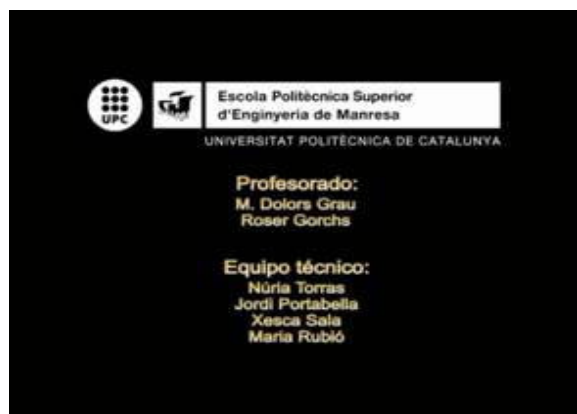 UPC
Escola Politècnica Superior
d'Enginyeria de Manresa
UNIVERSITAT POLITÈCNICA DE CATALUNYA
Profesorado:
M. Dolors Grau
Roser Gorchs
Equipo técnico:
Núria Torras
Jordi Portabella
Xesca Sala
Maria Rubió